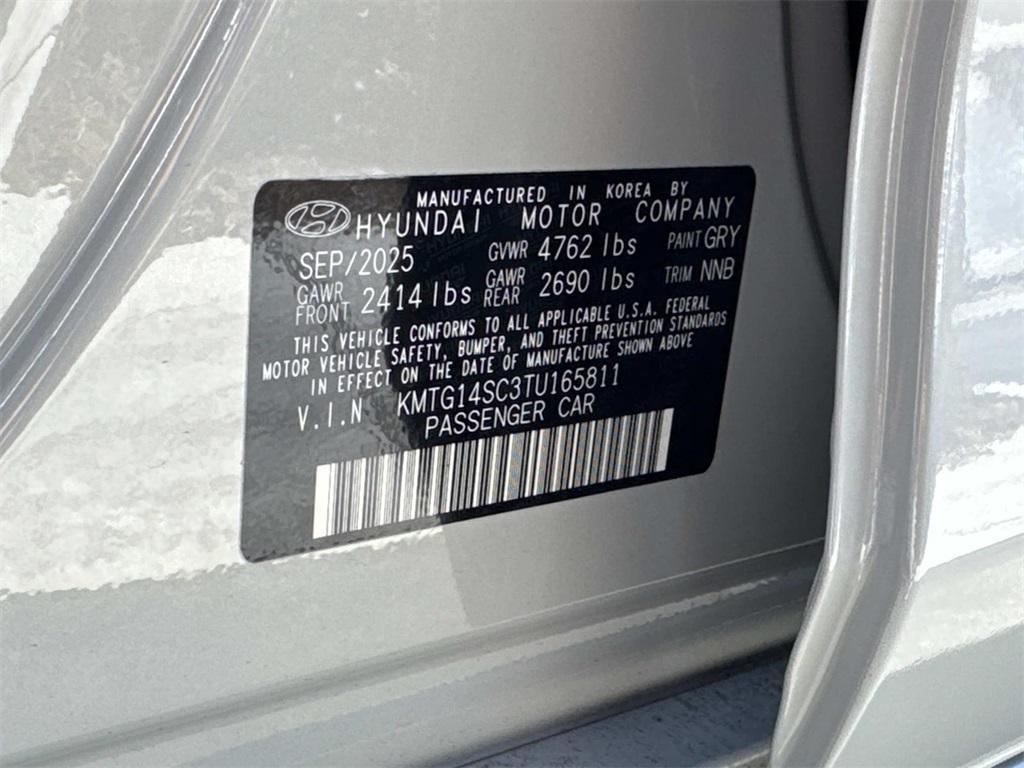 MANUFACTURED IN KOREA BY
HYUNDAI MOTOR COMPANY
SEP/2025 GVWR 4762 lbs PAINT GRY
GAWR FRONT 2414 lbs GAWR REAR 2690 lbs TRIM NNB
THIS VEHICLE CONFORMS TO ALL APPLICABLE U.S.A. FEDERAL
MOTOR VEHICLE SAFETY, BUMPER, AND THEFT PREVENTION STANDARDS
IN EFFECT ON THE DATE OF MANUFACTURE SHOWN ABOVE
V.I.N KMTG14SC3TU165811
PASSENGER CAR